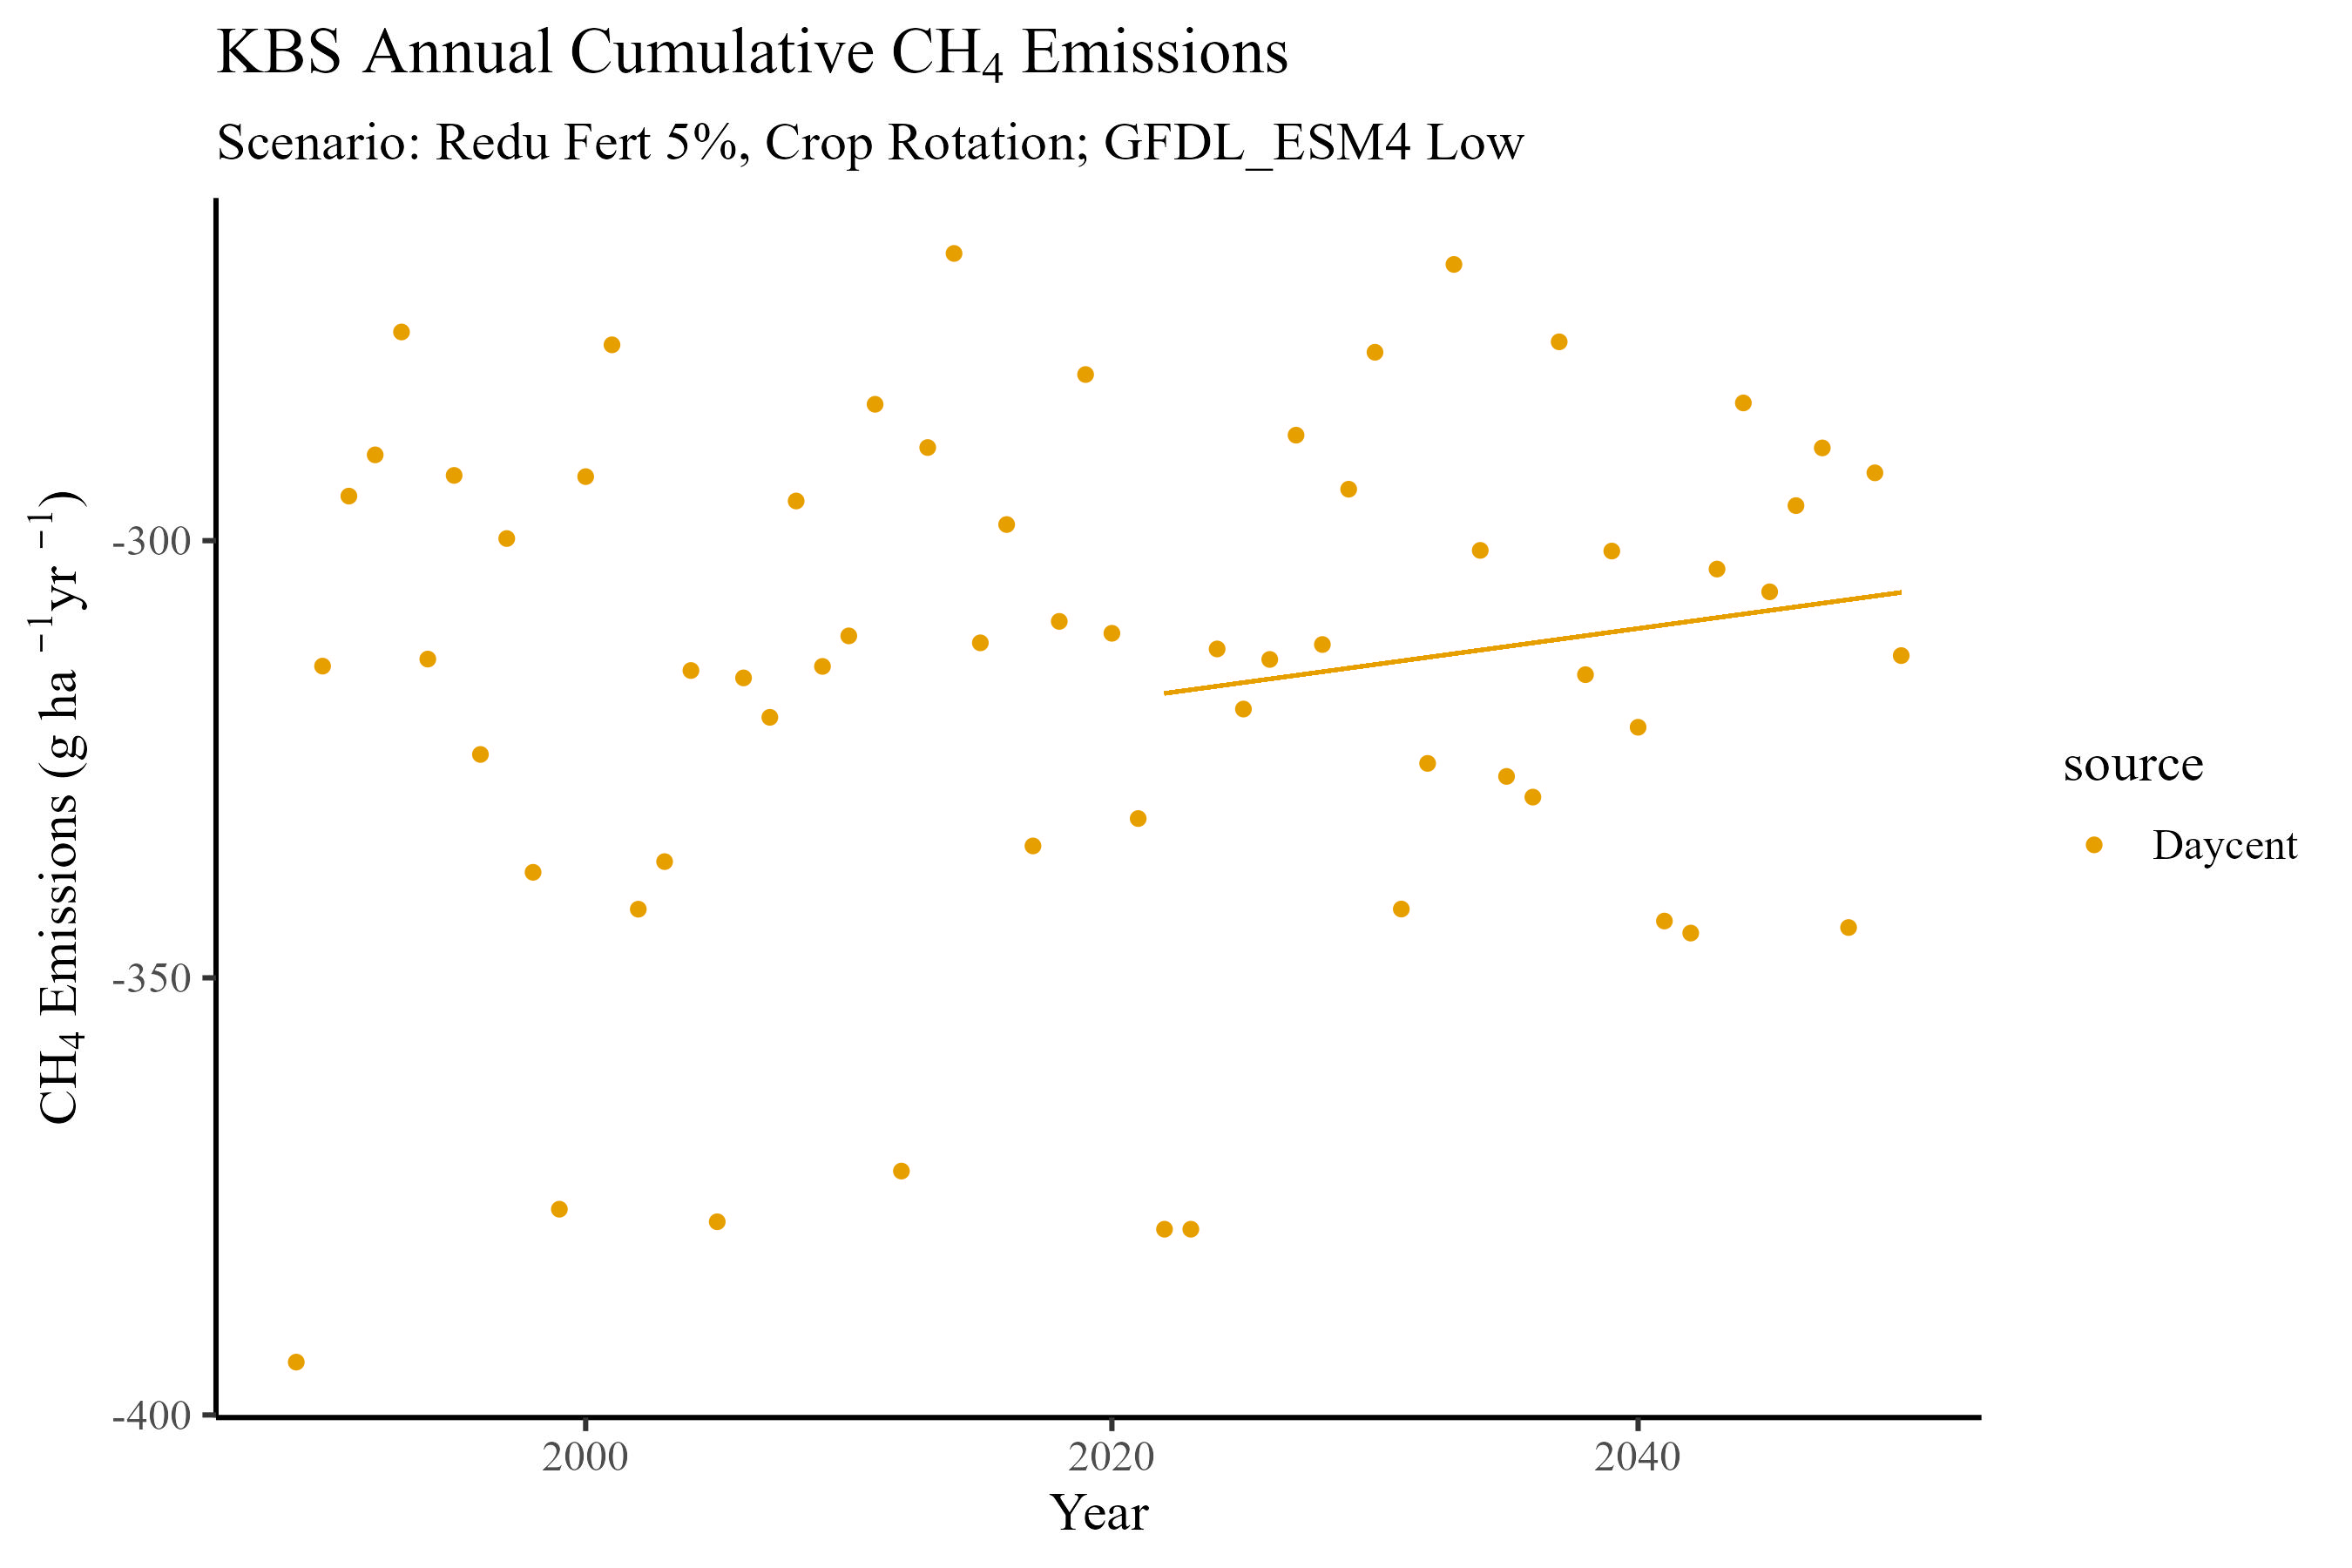 KBS Annual Cumulative CH₄ Emissions
Scenario: Redu Fert 5%, Crop Rotation; GFDL_ESM4 Low
CH₄ Emissions (g ha ⁻¹yr ⁻¹)
-300
-350
-400
2000
2020
2040
Year
source
Daycent